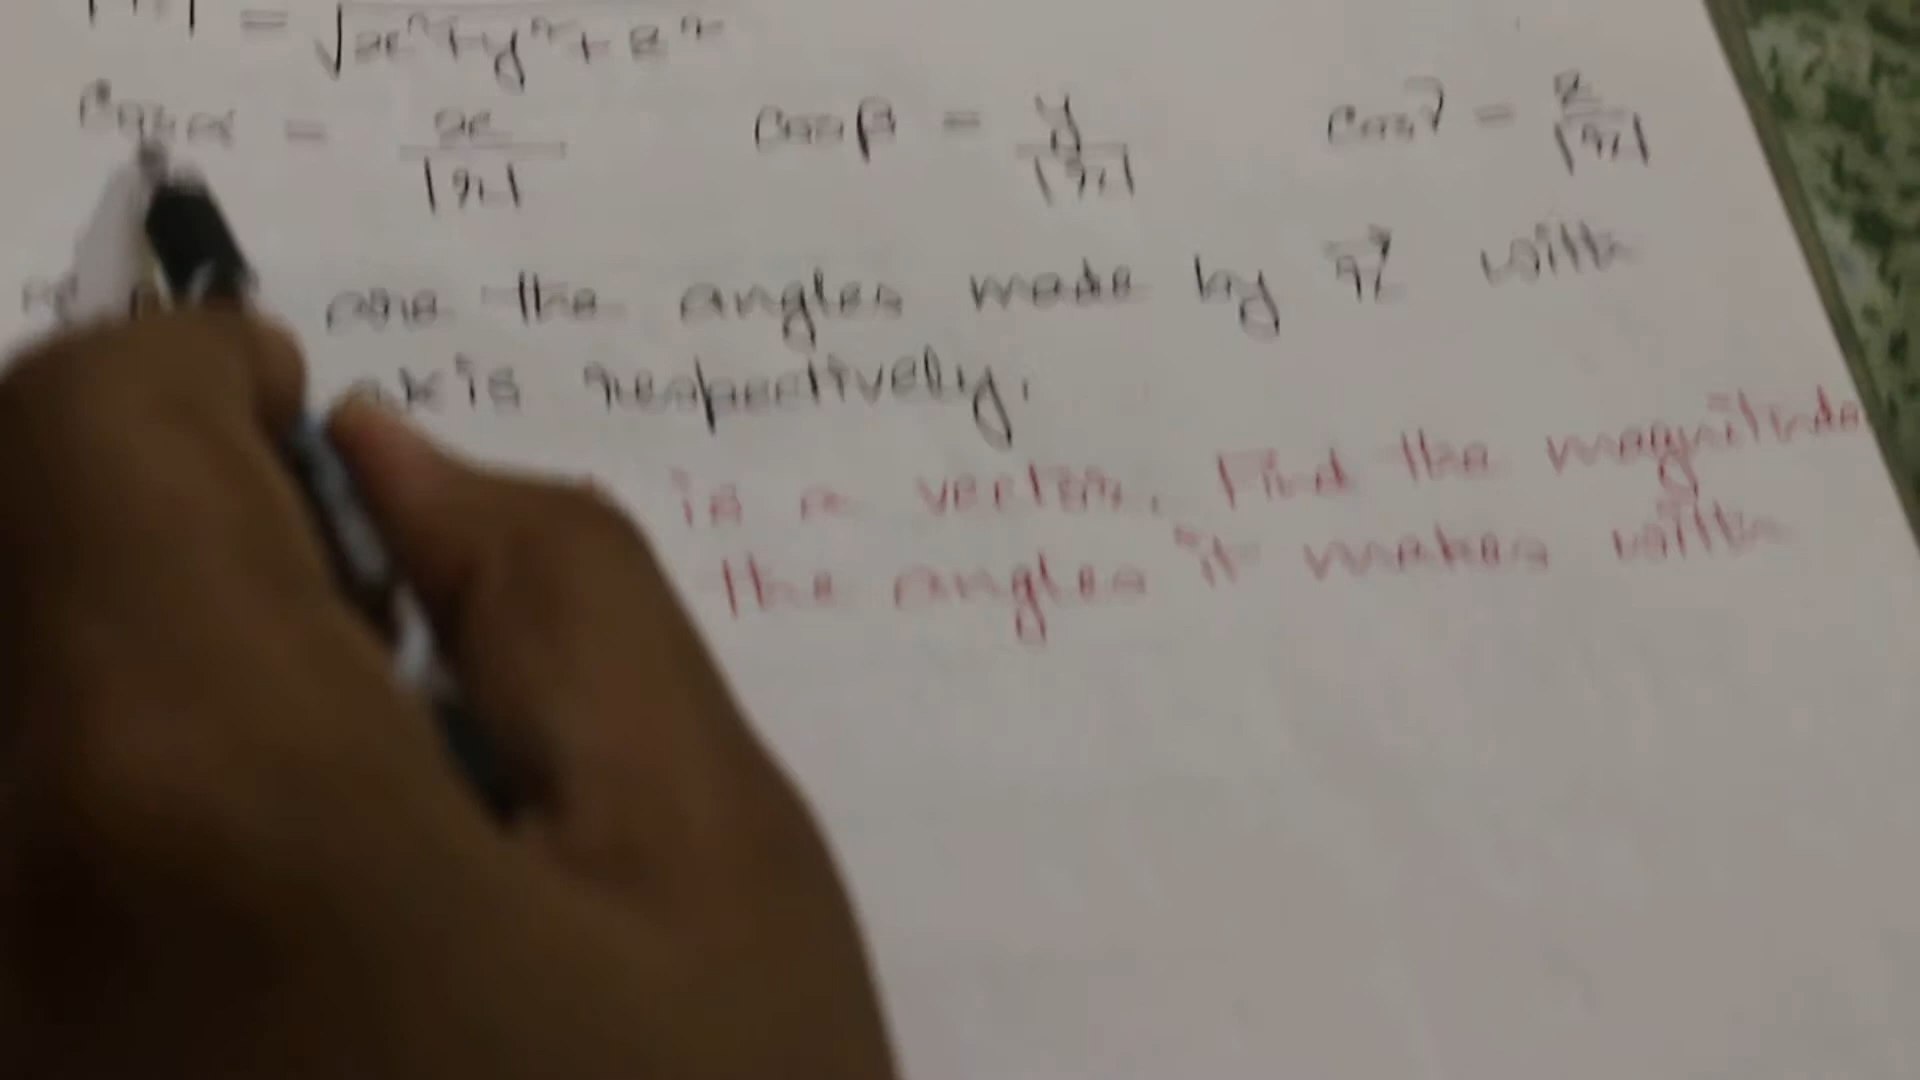 = √x²+y²+z²
cosα = x/|r| cosβ = y/|r| cosγ = z/|r|
are the angles made by r⃗ with
axis respectively.
is a vector. Find the magnitude
the angles it makes with